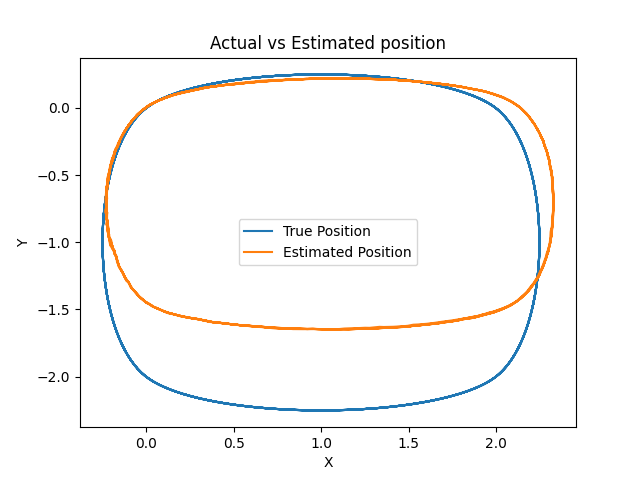 Actual vs Estimated position
0.0
−0.5
−1.0
−1.5
−2.0
Y
True Position
Estimated Position
0.0 0.5 1.0 1.5 2.0
X